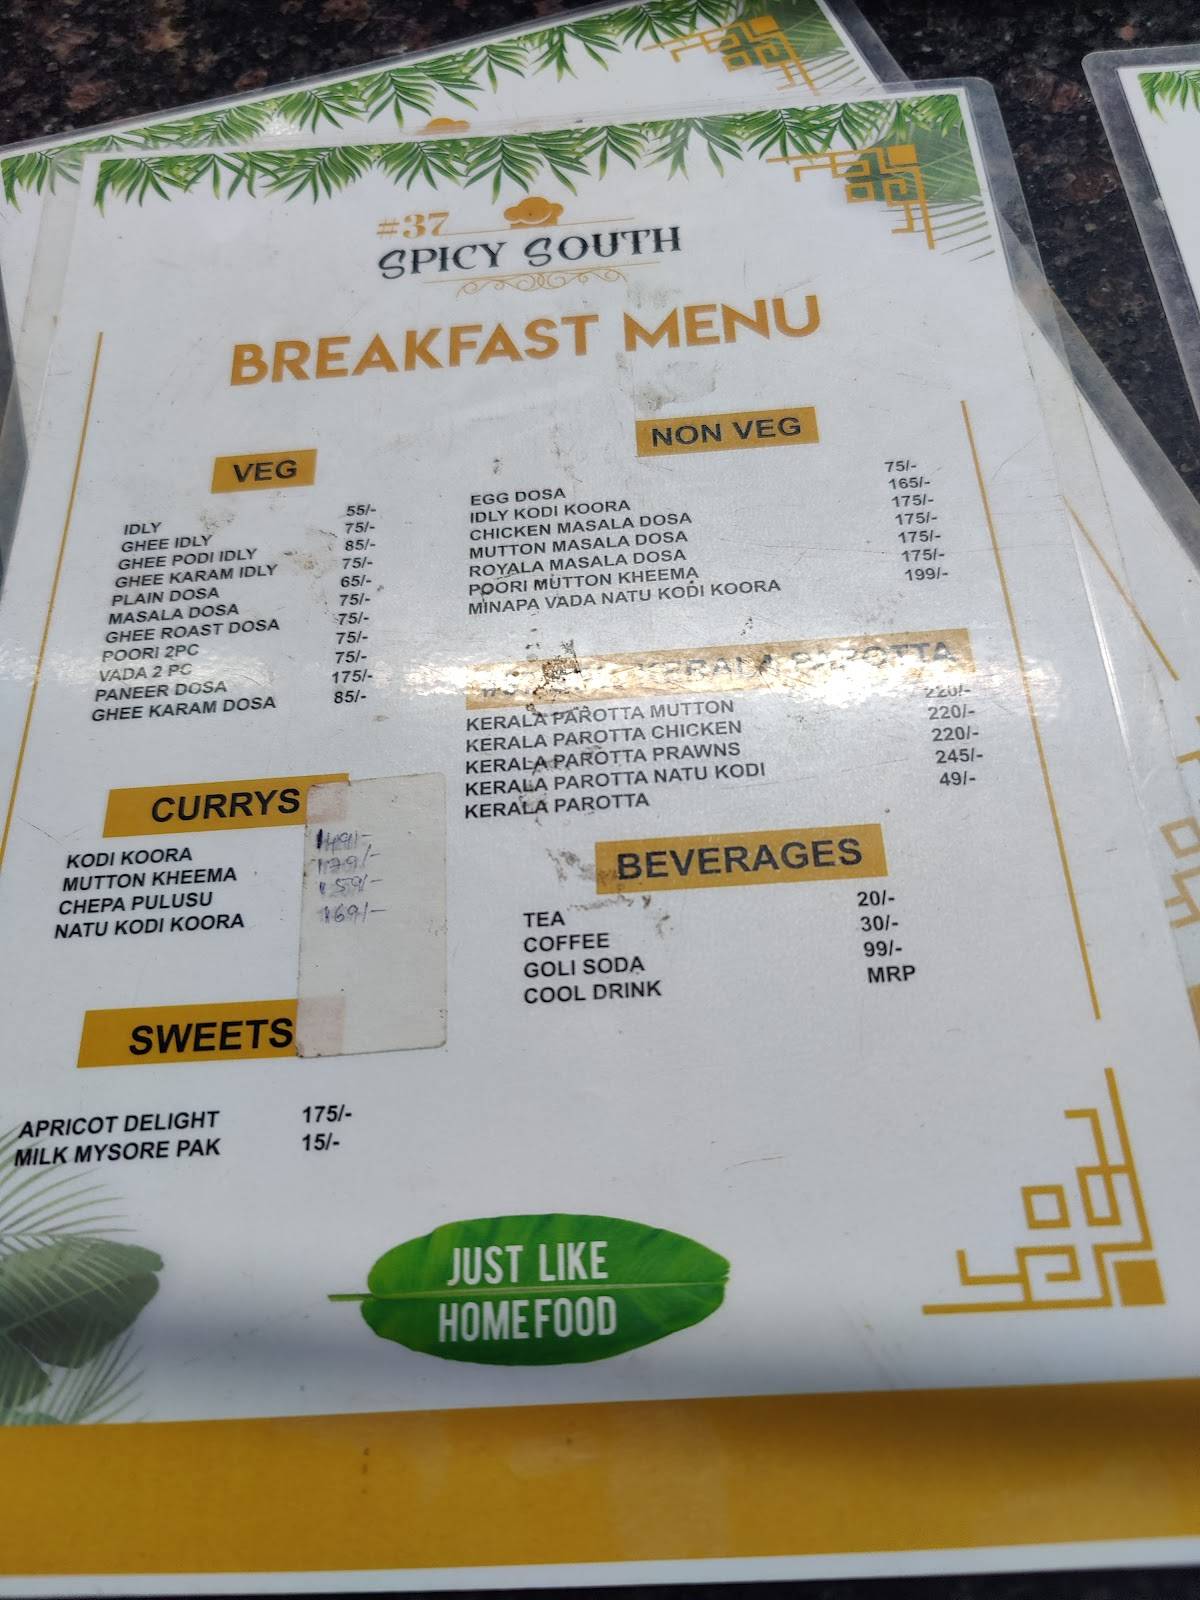 #37
SPICY SOUTH
BREAKFAST MENU
VEG
IDLY 55/-
GHEE IDLY 75/-
GHEE PODI IDLY 85/-
GHEE KARAM IDLY 75/-
PLAIN DOSA 65/-
MASALA DOSA 75/-
GHEE ROAST DOSA 75/-
POORI 2PC 75/-
VADA 2 PC 75/-
PANEER DOSA 175/-
GHEE KARAM DOSA 85/-
NON VEG
EGG DOSA 75/-
IDLY KODI KOORA 165/-
CHICKEN MASALA DOSA 175/-
MUTTON MASALA DOSA 175/-
ROYALA MASALA DOSA 175/-
POORI MUTTON KHEEMA 175/-
MINAPA VADA NATU KODI KOORA 199/-
KERALA PAROTTA
KERALA PAROTTA MUTTON 220/-
KERALA PAROTTA CHICKEN 220/-
KERALA PAROTTA PRAWNS 220/-
KERALA PAROTTA NATU KODI 245/-
KERALA PAROTTA 49/-
CURRYS
KODI KOORA
MUTTON KHEEMA 179/-
CHEPA PULUSU 159/-
NATU KODI KOORA 169/-
BEVERAGES
TEA 20/-
COFFEE 30/-
GOLI SODA 99/-
COOL DRINK MRP
SWEETS
APRICOT DELIGHT 175/-
MILK MYSORE PAK 15/-
JUST LIKE
HOMEFOOD